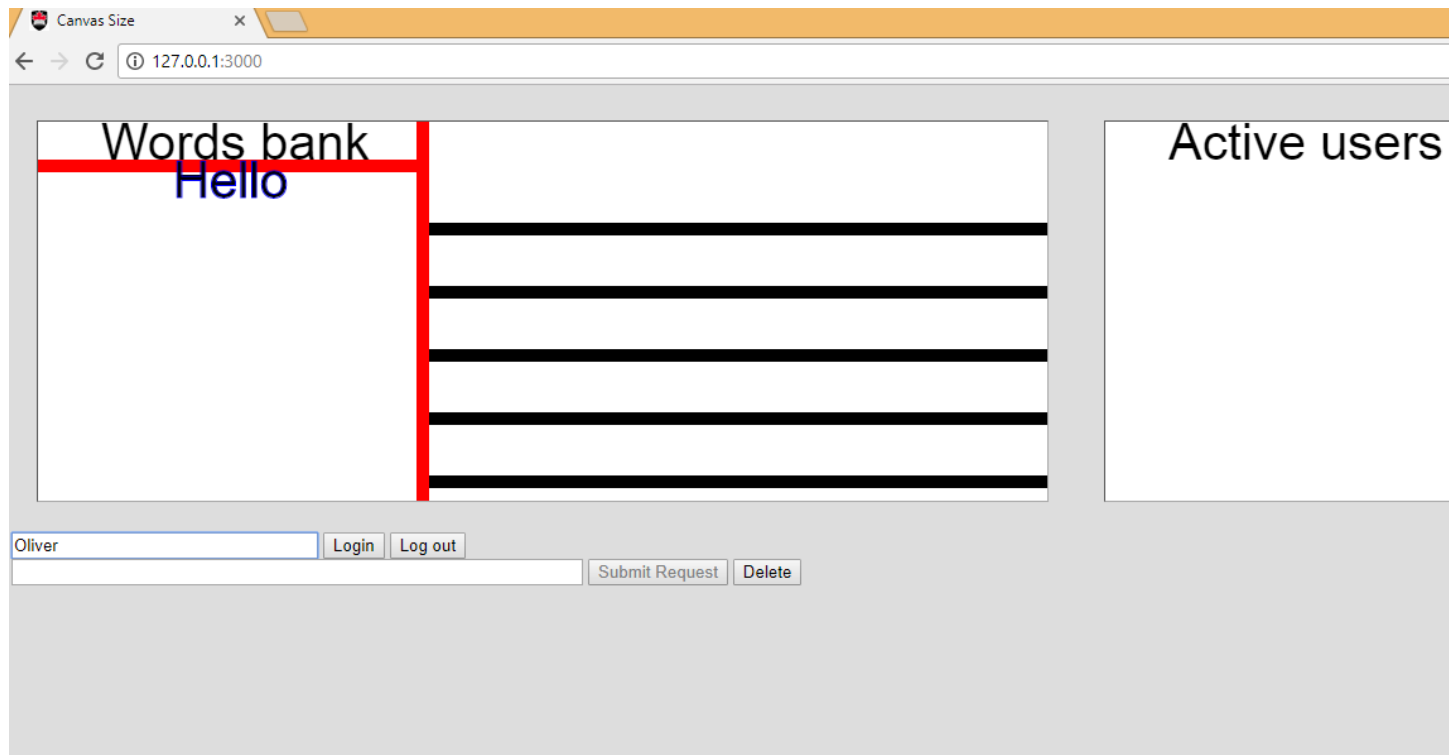 Canvas Size
127.0.0.1:3000
Words bank
Active users
Hello
Oliver Login Log out
Submit Request Delete